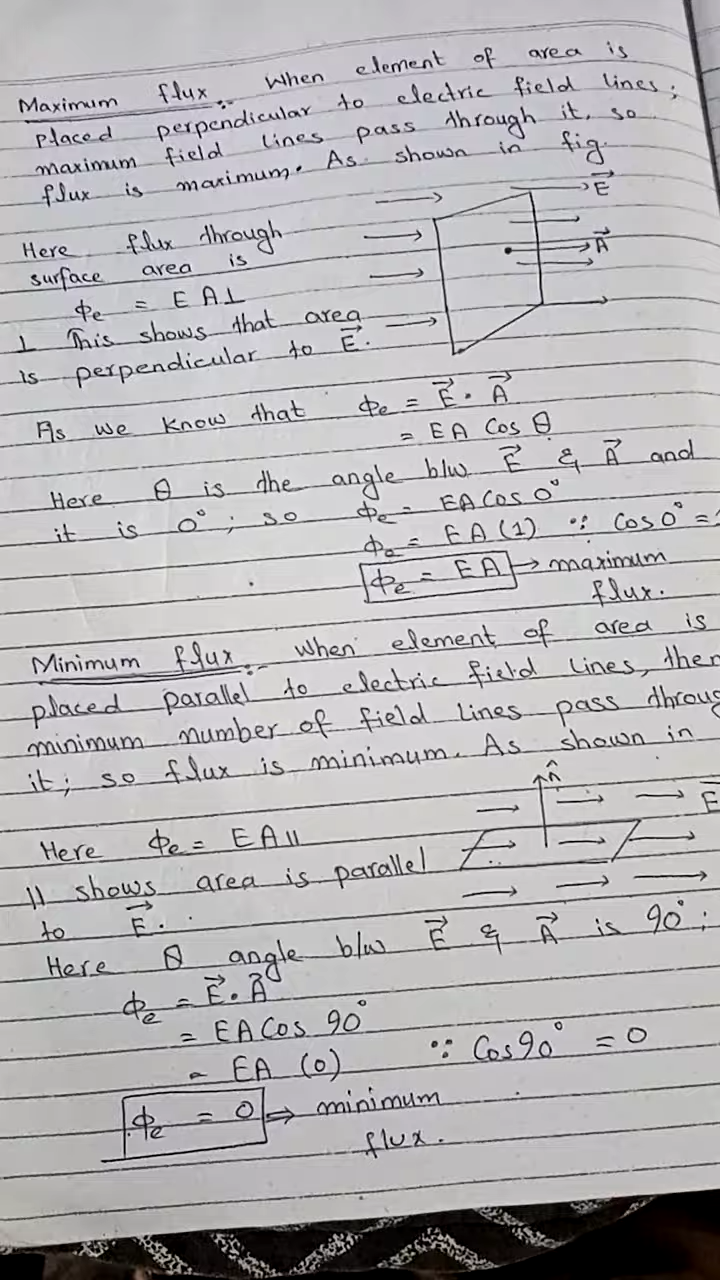 Maximum flux :- When element of area is
placed perpendicular to electric field lines;
maximum field lines pass through it, so
flux is maximum. As shown in fig.
E⃗
Here flux through
surface area is
A⃗
ϕe = EA⊥
⊥ This shows that area
is perpendicular to E⃗.
As we know that ϕe = E⃗ . A⃗
= EA Cos θ
Here θ is the angle b/w E⃗ & A⃗ and
it is 0°; so ϕe = EA Cos 0°
ϕe = EA (1) ∵ Cos 0° =
ϕe = EA → maximum
flux.
Minimum flux :- When element of area is
placed parallel to electric field lines, then
minimum number of field lines pass throug
it; so flux is minimum. As shown in
n̂
E⃗
Here ϕe = EA||
|| shows area is parallel
to E⃗.
Here θ angle b/w E⃗ & A⃗ is 90°;
ϕe = E⃗ . A⃗
= EA Cos 90°
= EA (0) ∵ Cos 90° = 0
ϕe = 0 ⇒ minimum
flux.